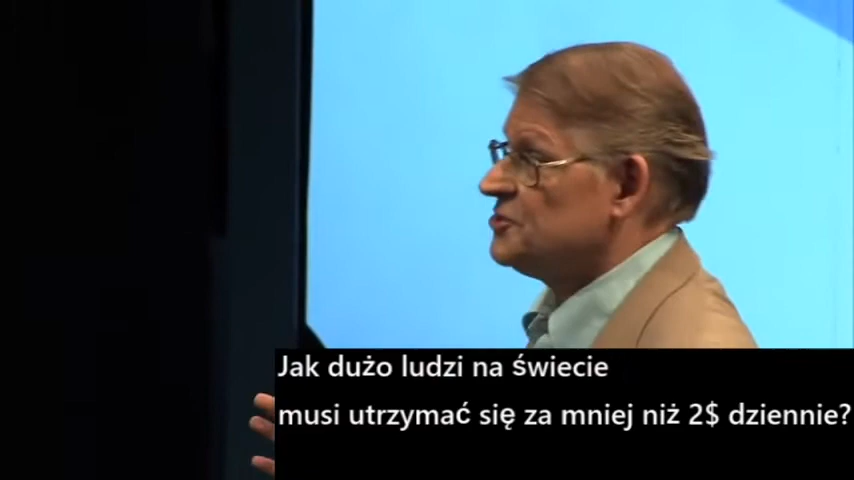 Jak dużo ludzi na świecie
musi utrzymać się za mniej niż 2$ dziennie?